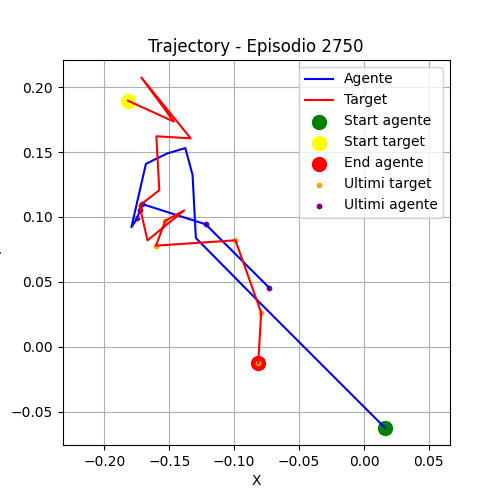 Trajectory - Episodio 2750
Agente
Target
Start agente
Start target
End agente
Ultimi target
Ultimi agente
0.20
0.15
0.10
0.05
0.00
−0.05
−0.20
−0.15
−0.10
−0.05
0.00
0.05
X